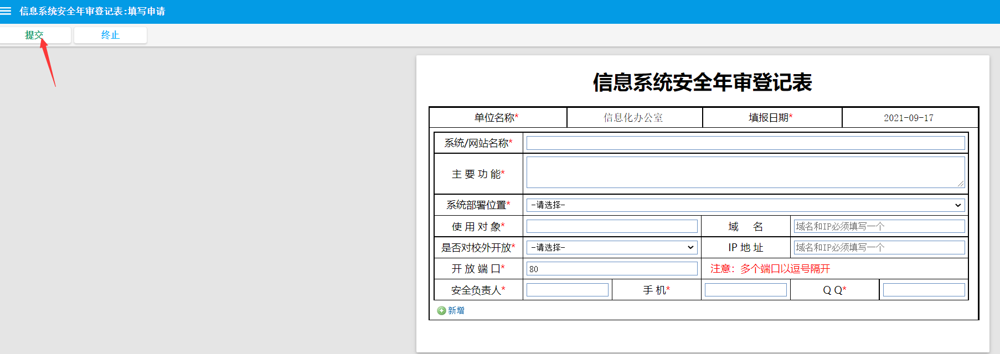 信息系统安全年审登记表:填写申请
提交 终止
信息系统安全年审登记表
单位名称* 信息化办公室 填报日期* 2021-09-17
系统/网站名称*
主 要 功 能*
系统部署位置* -请选择-
使 用 对 象* 域 名 域名和IP必须填写一个
是否对校外开放* -请选择- IP 地 址 域名和IP必须填写一个
开 放 端 口* 80 注意：多个端口以逗号隔开
安全负责人* 手 机* Q Q*
新增